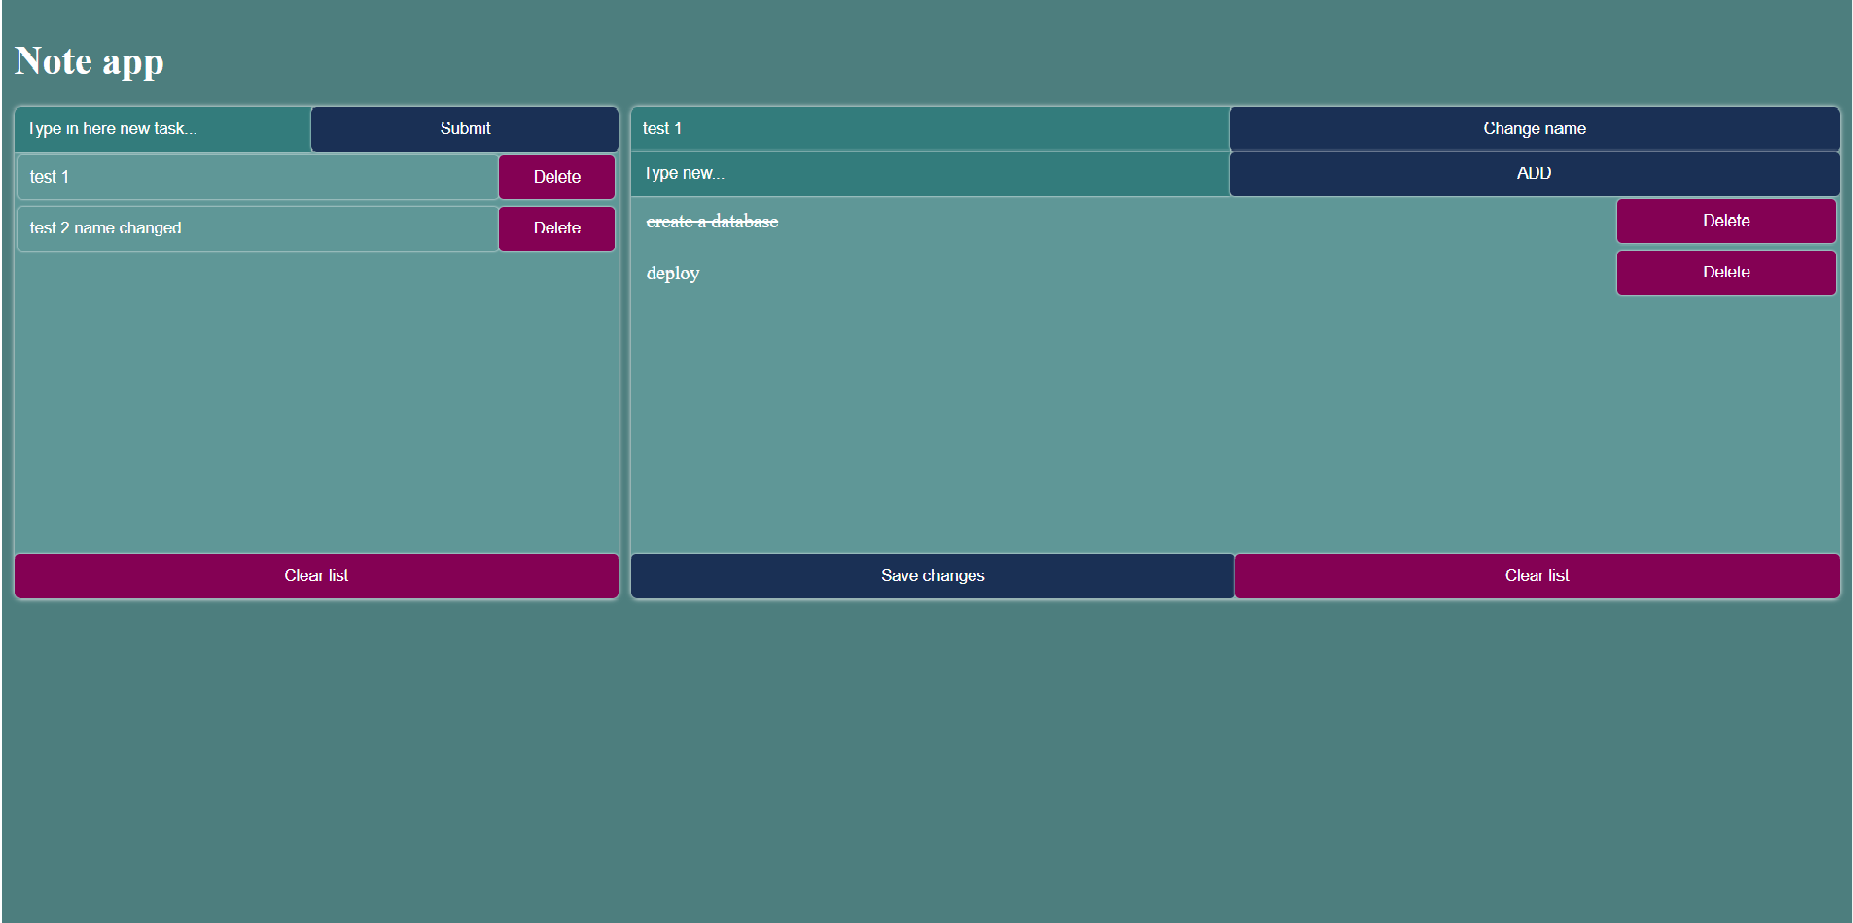 Note app
Type in here new task...
Submit
test 1
Delete
test 2 name changed
Delete
Clear list
test 1
Change name
Type new...
ADD
create a database
Delete
deploy
Delete
Save changes
Clear list